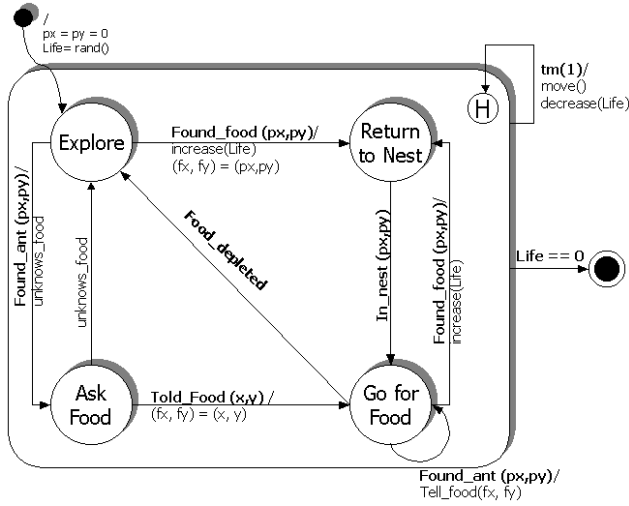 /
px = py = 0
Life= rand()
tm(1)/
move()
decrease(Life)
H
Explore
Found_food (px,py)/
increase(Life)
(fx, fy) = (px,py)
Return
to Nest
Found_ant (px,py)/
unknows_food
unknows_food
Food_depleted
In_nest (px,py)
Found_food (px,py)/
increase(Life)
Life == 0
Ask
Food
Told_Food (x,y) /
(fx, fy) = (x, y)
Go for
Food
Found_ant (px,py)/
Tell_food(fx, fy)